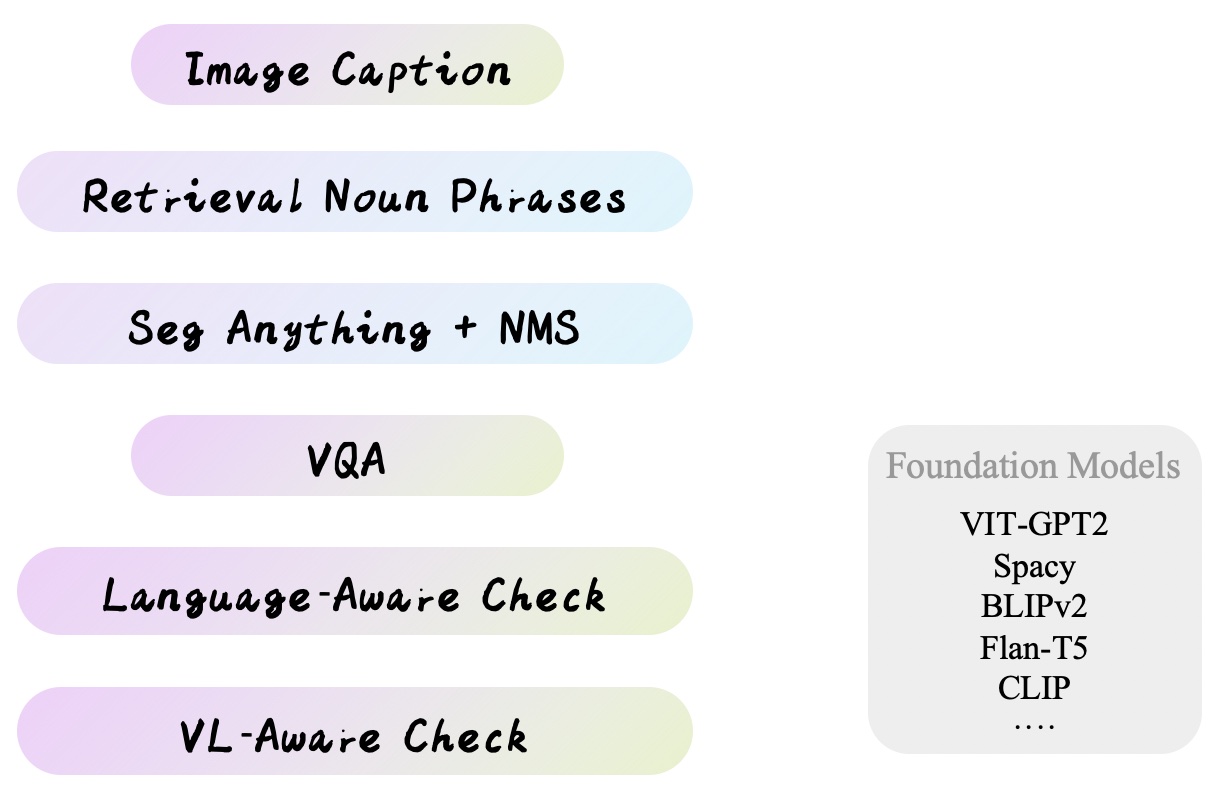 Image Caption
Retrieval Noun Phrases
Seg Anything + NMS
VQA
Language-Aware Check
VL-Aware Check
Foundation Models
VIT-GPT2
Spacy
BLIPv2
Flan-T5
CLIP
....